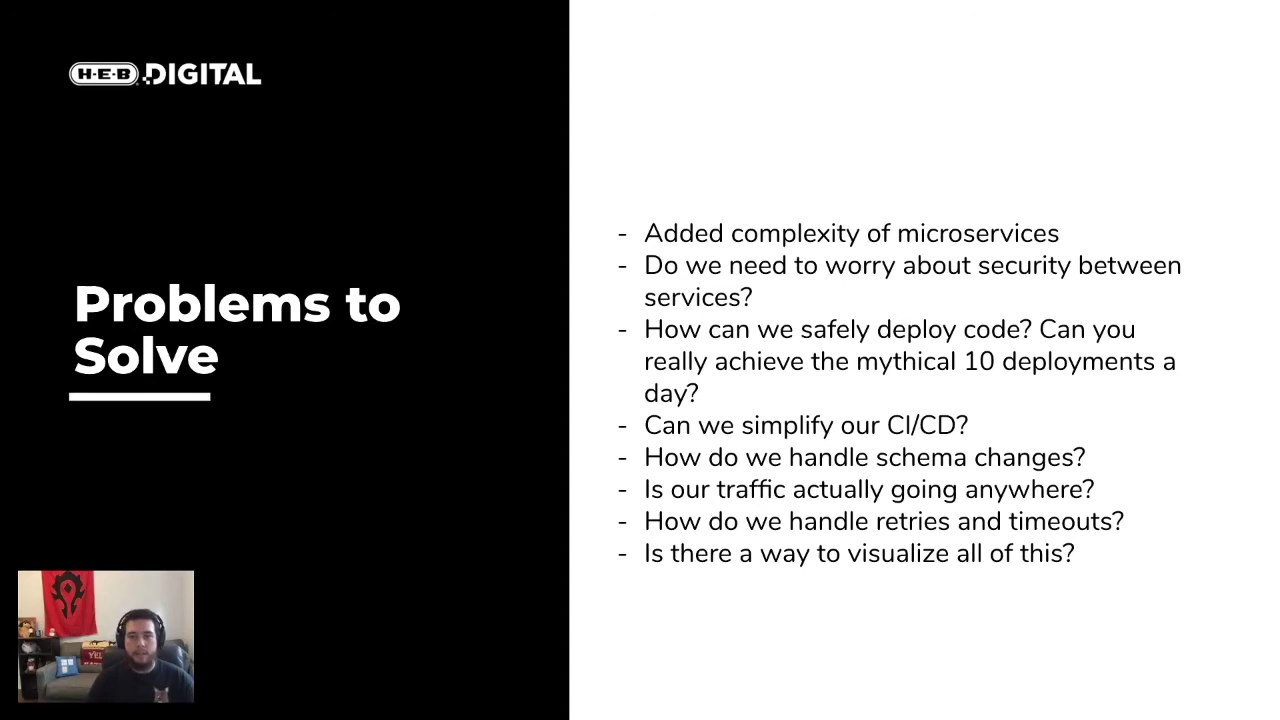 H-E-B DIGITAL
Problems to
Solve
- Added complexity of microservices
- Do we need to worry about security between
services?
- How can we safely deploy code? Can you
really achieve the mythical 10 deployments a
day?
- Can we simplify our CI/CD?
- How do we handle schema changes?
- Is our traffic actually going anywhere?
- How do we handle retries and timeouts?
- Is there a way to visualize all of this?